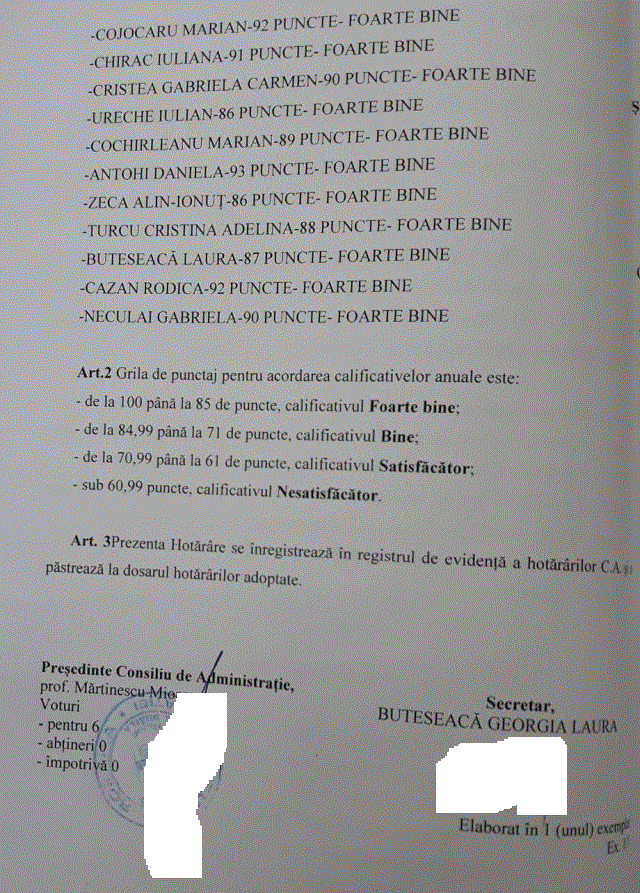 -COJOCARU MARIAN-92 PUNCTE- FOARTE BINE
-CHIRAC IULIANA-91 PUNCTE- FOARTE BINE
-CRISTEA GABRIELA CARMEN-90 PUNCTE- FOARTE BINE
-URECHE IULIAN-86 PUNCTE- FOARTE BINE
-COCHIRLEANU MARIAN-89 PUNCTE- FOARTE BINE
-ANTOHI DANIELA-93 PUNCTE- FOARTE BINE
-ZECA ALIN-IONUȚ-86 PUNCTE- FOARTE BINE
-TURCU CRISTINA ADELINA-88 PUNCTE- FOARTE BINE
-BUTESEACĂ LAURA-87 PUNCTE- FOARTE BINE
-CAZAN RODICA-92 PUNCTE- FOARTE BINE
-NECULAI GABRIELA-90 PUNCTE- FOARTE BINE
Art.2 Grila de punctaj pentru acordarea calificativelor anuale este:
- de la 100 până la 85 de puncte, calificativul Foarte bine;
- de la 84,99 până la 71 de puncte, calificativul Bine;
- de la 70,99 până la 61 de puncte, calificativul Satisfăcător;
- sub 60,99 puncte, calificativul Nesatisfăcător.
Art. 3Prezenta Hotărâre se înregistrează în registrul de evidență a hotărârilor C.A și
păstrează la dosarul hotărârilor adoptate.
Președinte Consiliu de Administrație,
prof. Mărtinescu
Voturi
- pentru 6
- abțineri 0
- împotrivă 0
Secretar,
BUTESEACĂ GEORGIA LAURA
Elaborat în 1 (unul)
Ex.